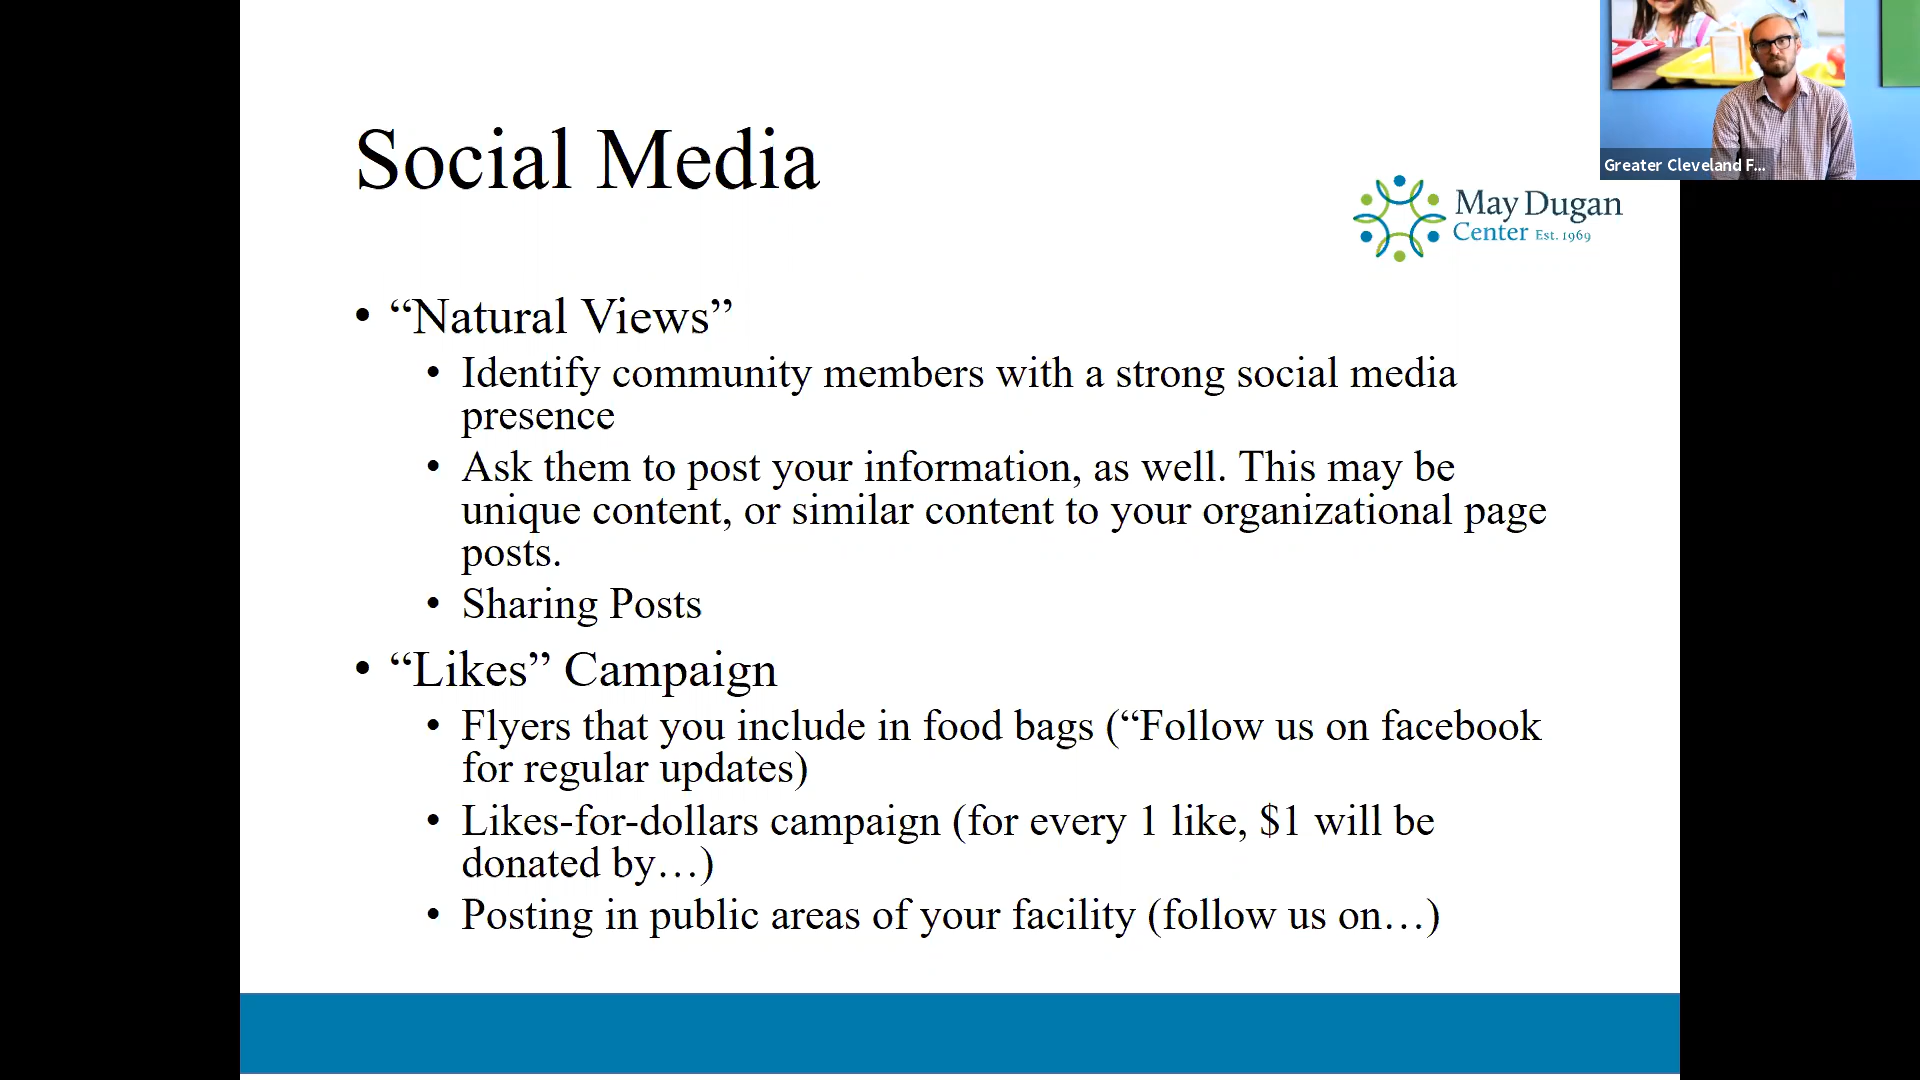 Social Media
Greater Cleveland F...
May Dugan
Center Est. 1969
• “Natural Views”
• Identify community members with a strong social media
presence
• Ask them to post your information, as well. This may be
unique content, or similar content to your organizational page
posts.
• Sharing Posts
• “Likes” Campaign
• Flyers that you include in food bags (“Follow us on facebook
for regular updates)
• Likes-for-dollars campaign (for every 1 like, $1 will be
donated by…)
• Posting in public areas of your facility (follow us on…)